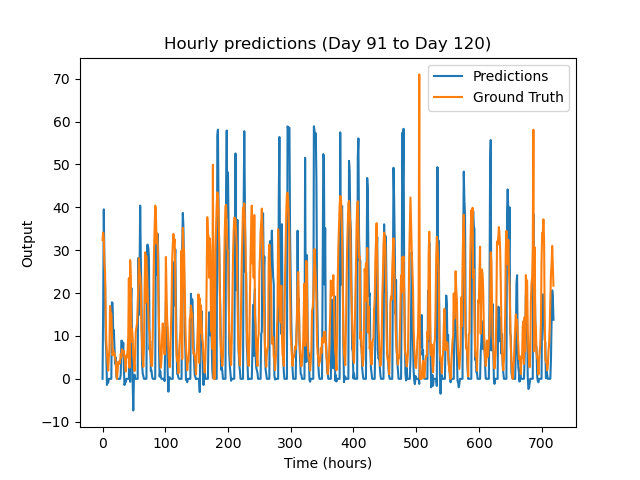 Hourly predictions (Day 91 to Day 120)
Predictions
Ground Truth
Output
70
60
50
40
30
20
10
0
−10
0 100 200 300 400 500 600 700
Time (hours)